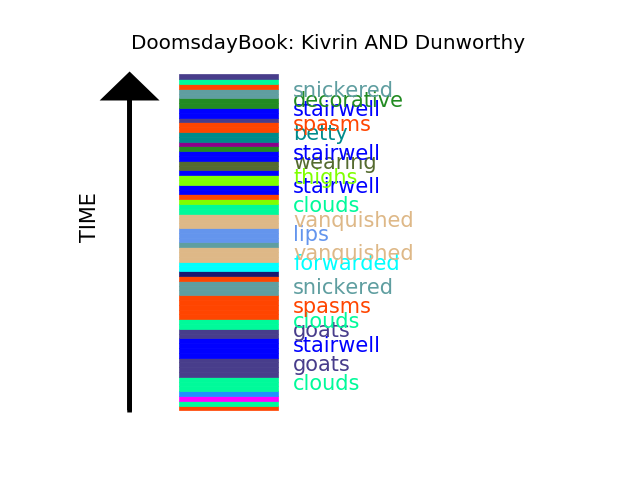 DoomsdayBook: Kivrin AND Dunworthy
TIME
snickered
decorative
stairwell
spasms
betty
stairwell
wearing
thighs
stairwell
clouds
vanquished
lips
vanquished
forwarded
snickered
spasms
clouds
goats
stairwell
goats
clouds